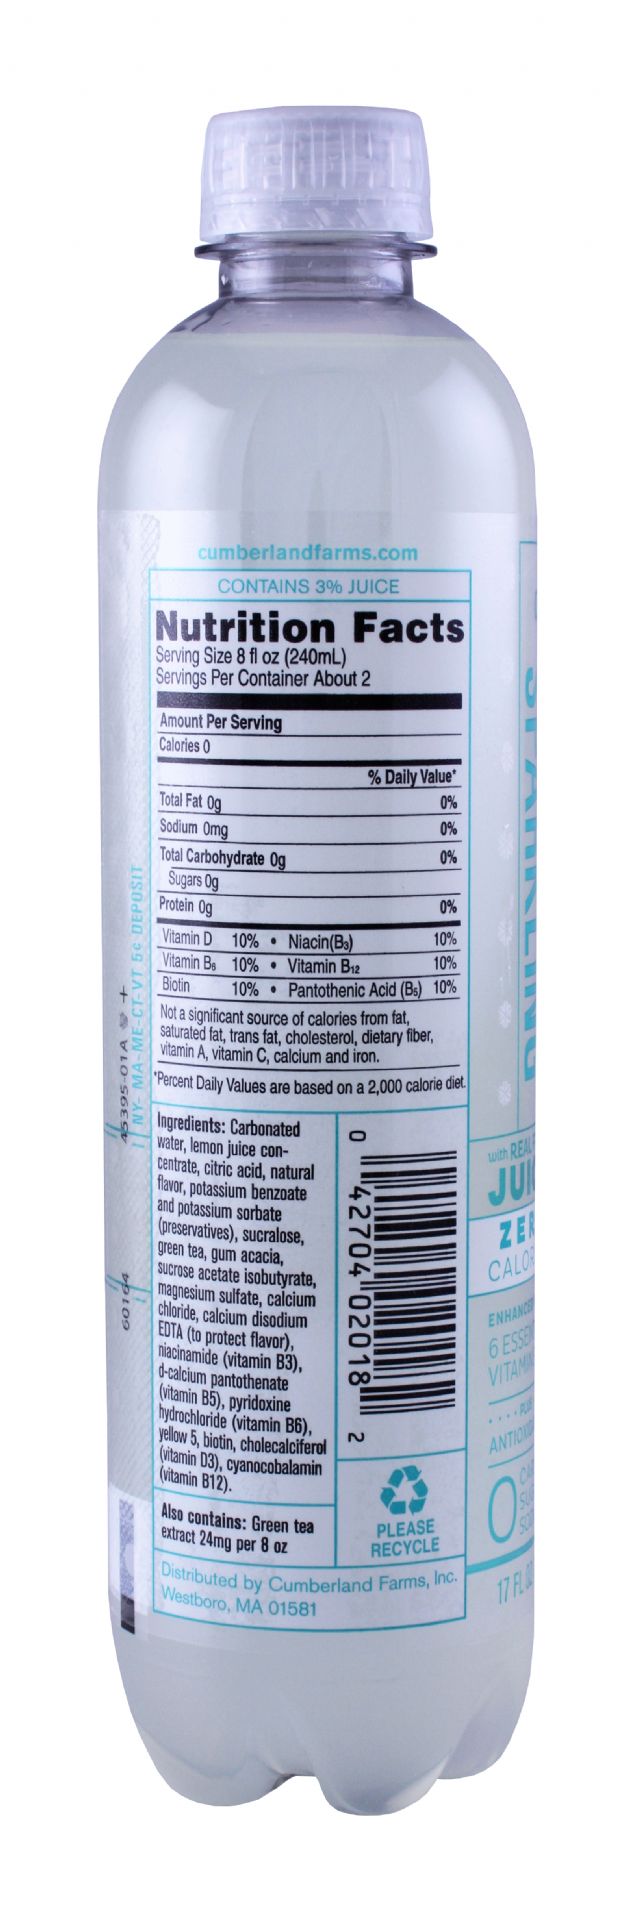 cumberlandfarms.com
CONTAINS 3% JUICE
Nutrition Facts
Serving Size 8 fl oz (240mL)
Servings Per Container About 2
Amount Per Serving
Calories 0
% Daily Value*
Total Fat 0g 0%
Sodium 0mg 0%
Total Carbohydrate 0g 0%
Sugars 0g
Protein 0g 0%
Vitamin D 10% • Niacin(B3) 10%
Vitamin B6 10% • Vitamin B12 10%
Biotin 10% • Pantothenic Acid (B5) 10%
Not a significant source of calories from fat,
saturated fat, trans fat, cholesterol, dietary fiber,
vitamin A, vitamin C, calcium and iron.
*Percent Daily Values are based on a 2,000 calorie diet.
Ingredients: Carbonated
water, lemon juice con-
centrate, citric acid, natural
flavor, potassium benzoate
and potassium sorbate
(preservatives), sucralose,
green tea, gum acacia,
sucrose acetate isobutyrate,
magnesium sulfate, calcium
chloride, calcium disodium
EDTA (to protect flavor),
niacinamide (vitamin B3),
d-calcium pantothenate
(vitamin B5), pyridoxine
hydrochloride (vitamin B6),
yellow 5, biotin, cholecalciferol
(vitamin D3), cyanocobalamin
(vitamin B12).
Also contains: Green tea
extract 24mg per 8 oz
0 42704 02018 2
PLEASE
RECYCLE
Distributed by Cumberland Farms, Inc.
Westboro, MA 01581
NY- MA-ME-CT-VT 5¢ DEPOSIT
45395-01A
60164
SPARKLING
with REAL
ZER
CALOR
ENHANCED
6 ESSEN
VITAMIN
PLUS
ANTIOXID
0
17 FL OZ